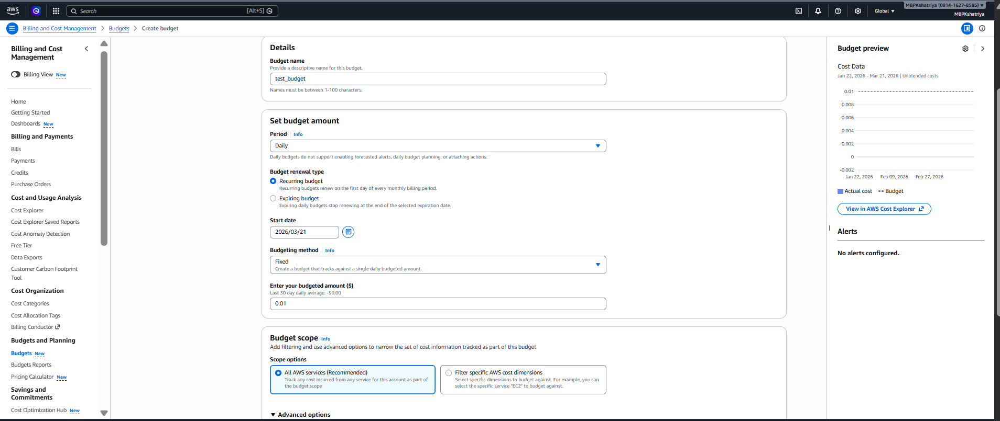 aws
Search
[Alt+S]
Global
MBPKshatriya (0814-1627-8585)
MBPKshatriya
Billing and Cost Management
Budgets
Create budget
Billing and Cost
Management
Billing View New
Home
Getting Started
Dashboards New
Billing and Payments
Bills
Payments
Credits
Purchase Orders
Cost and Usage Analysis
Cost Explorer
Cost Explorer Saved Reports
Cost Anomaly Detection
Free Tier
Data Exports
Customer Carbon Footprint
Tool
Cost Organization
Cost Categories
Cost Allocation Tags
Billing Conductor
Budgets and Planning
Budgets New
Budgets Reports
Pricing Calculator New
Savings and
Commitments
Cost Optimization Hub New
Details
Budget name
Provide a descriptive name for this budget.
test_budget
Names must be between 1-100 characters.
Set budget amount
Period Info
Daily
Daily budgets do not support enabling forecasted alerts, daily budget planning, or attaching actions.
Budget renewal type
Recurring budget
Recurring budgets renew on the first day of every monthly billing period.
Expiring budget
Expiring daily budgets stop renewing at the end of the selected expiration date.
Start date
2026/03/21
Budgeting method Info
Fixed
Create a budget that tracks against a single daily budgeted amount.
Enter your budgeted amount ($)
Last 30 day daily average: -$0.00
0.01
Budget scope Info
Add filtering and use advanced options to narrow the set of cost information tracked as part of this budget
Scope options
All AWS services (Recommended)
Track any cost incurred from any service for this account as part of
the budget scope
Filter specific AWS cost dimensions
Select specific dimensions to budget against. For example, you can
select the specific service "EC2" to budget against.
Advanced options
Budget preview
Cost Data
Jan 22, 2026 - Mar 21, 2026 | Unblended costs
0.01
0.008
0.006
0.004
0.002
0
-0.002
Jan 22, 2026 Feb 09, 2026 Feb 27, 2026
Actual cost Budget
View in AWS Cost Explorer
Alerts
No alerts configured.